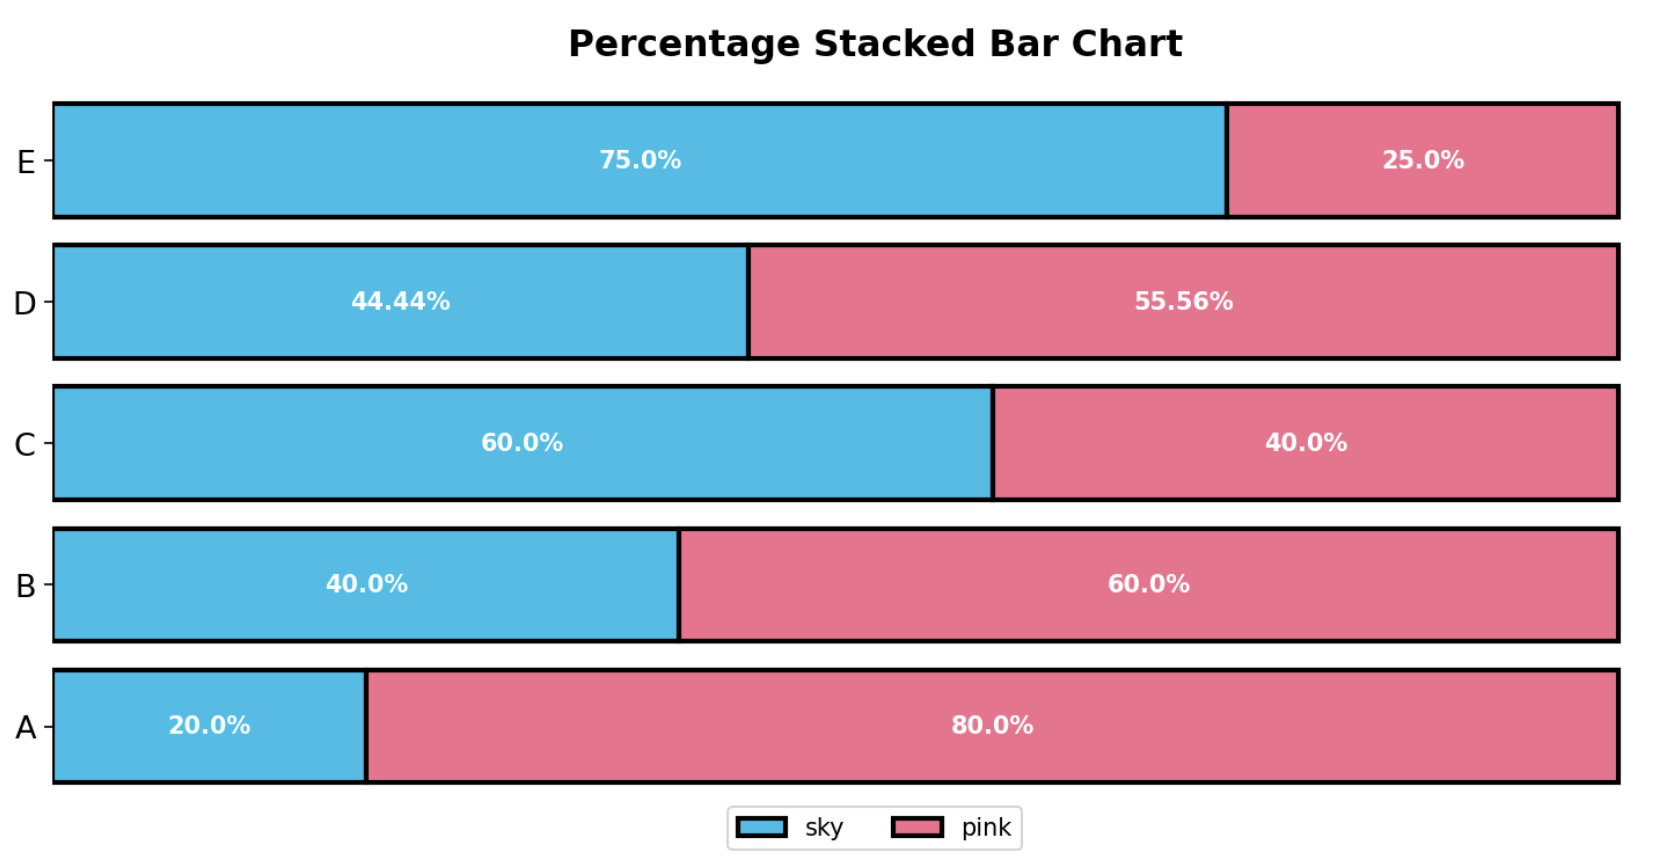 Percentage Stacked Bar Chart
E 75.0% 25.0%
D 44.44% 55.56%
C 60.0% 40.0%
B 40.0% 60.0%
A 20.0% 80.0%
sky pink